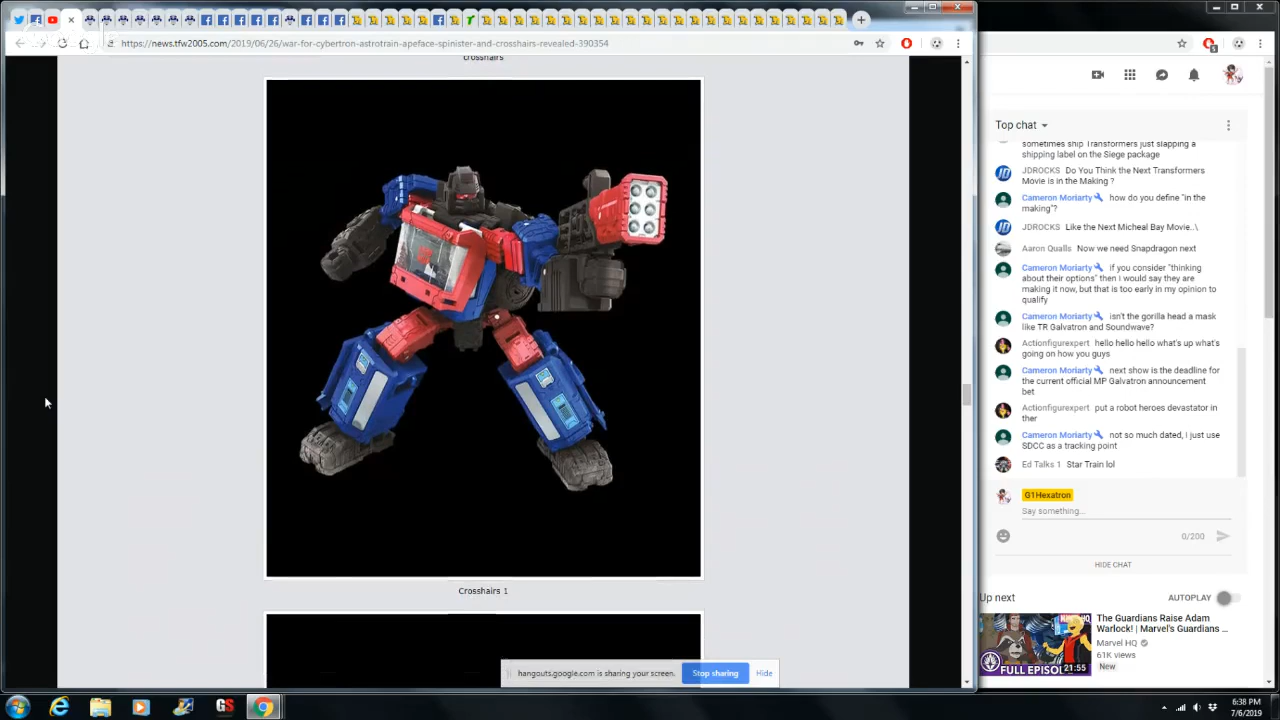 https://news.tfw2005.com/2019/06/26/war-for-cybertron-astrotrain-apeface-spinister-and-crosshairs-revealed-390354
crosshairs
Crosshairs 1
hangouts.google.com is sharing your screen.
Stop sharing
Hide
5
Top chat
sometimes ship Transformers just slapping a
shipping label on the Siege package
JDROCKS Do You Think the Next Transformers
Movie is in the Making ?
Cameron Moriarty how do you define "in the
making"?
JDROCKS Like the Next Micheal Bay Movie..\
Aaron Qualls Now we need Snapdragon next
Cameron Moriarty if you consider "thinking
about their options" then i would say they are
making it now, but that is too early in my opinion to
qualify
Cameron Moriarty isn't the gorilla head a mask
like TR Galvatron and Soundwave?
Actionfigurexpert hello hello hello what's up what's
going on how you guys
Cameron Moriarty next show is the deadline for
the current official MP Galvatron announcement
bet
Actionfigurexpert put a robot heroes devastator in
ther
Cameron Moriarty not so much dated, I just use
SDCC as a tracking point
Ed Talks 1 Star Train lol
G1Hexatron
Say something...
0/200
HIDE CHAT
Up next
AUTOPLAY
The Guardians Raise Adam
Warlock! | Marvel's Guardians ...
Marvel HQ
61K views
New
FULL EPISO
21:55
GS
6:38 PM
7/6/2019